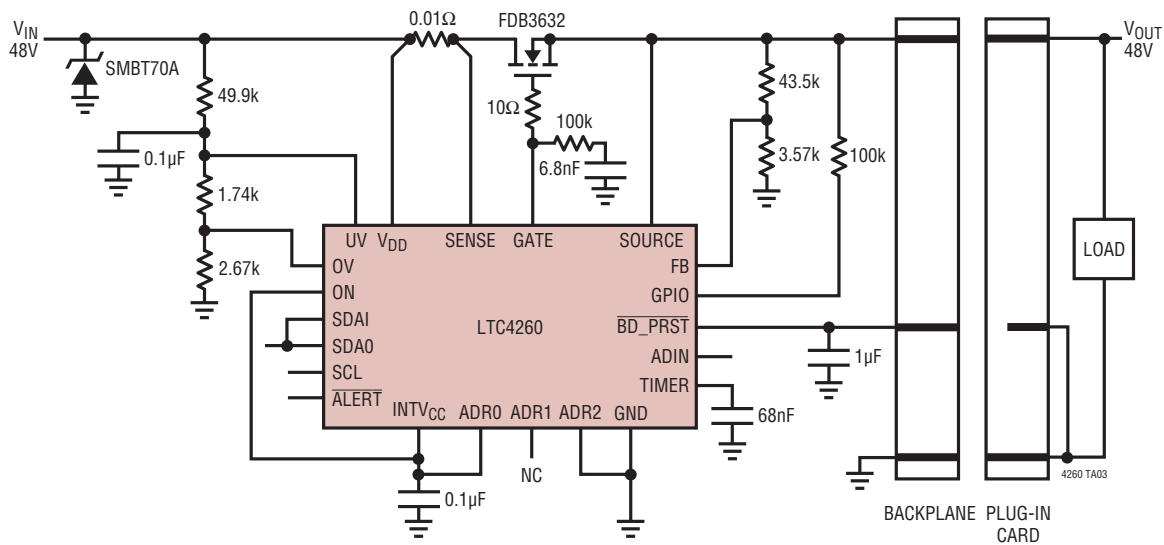 VIN
48V
SMBT70A
0.01Ω
FDB3632
VOUT
48V
49.9k
0.1µF
1.74k
2.67k
10Ω
100k
6.8nF
43.5k
3.57k
100k
LOAD
UV
VDD
SENSE
GATE
SOURCE
OV
ON
SDAI
SDA0
SCL
ALERT
LTC4260
FB
GPIO
BD_PRST
ADIN
TIMER
INTVCC
ADR0
ADR1
ADR2
GND
1µF
68nF
NC
0.1µF
4260 TA03
BACKPLANE
PLUG-IN
CARD